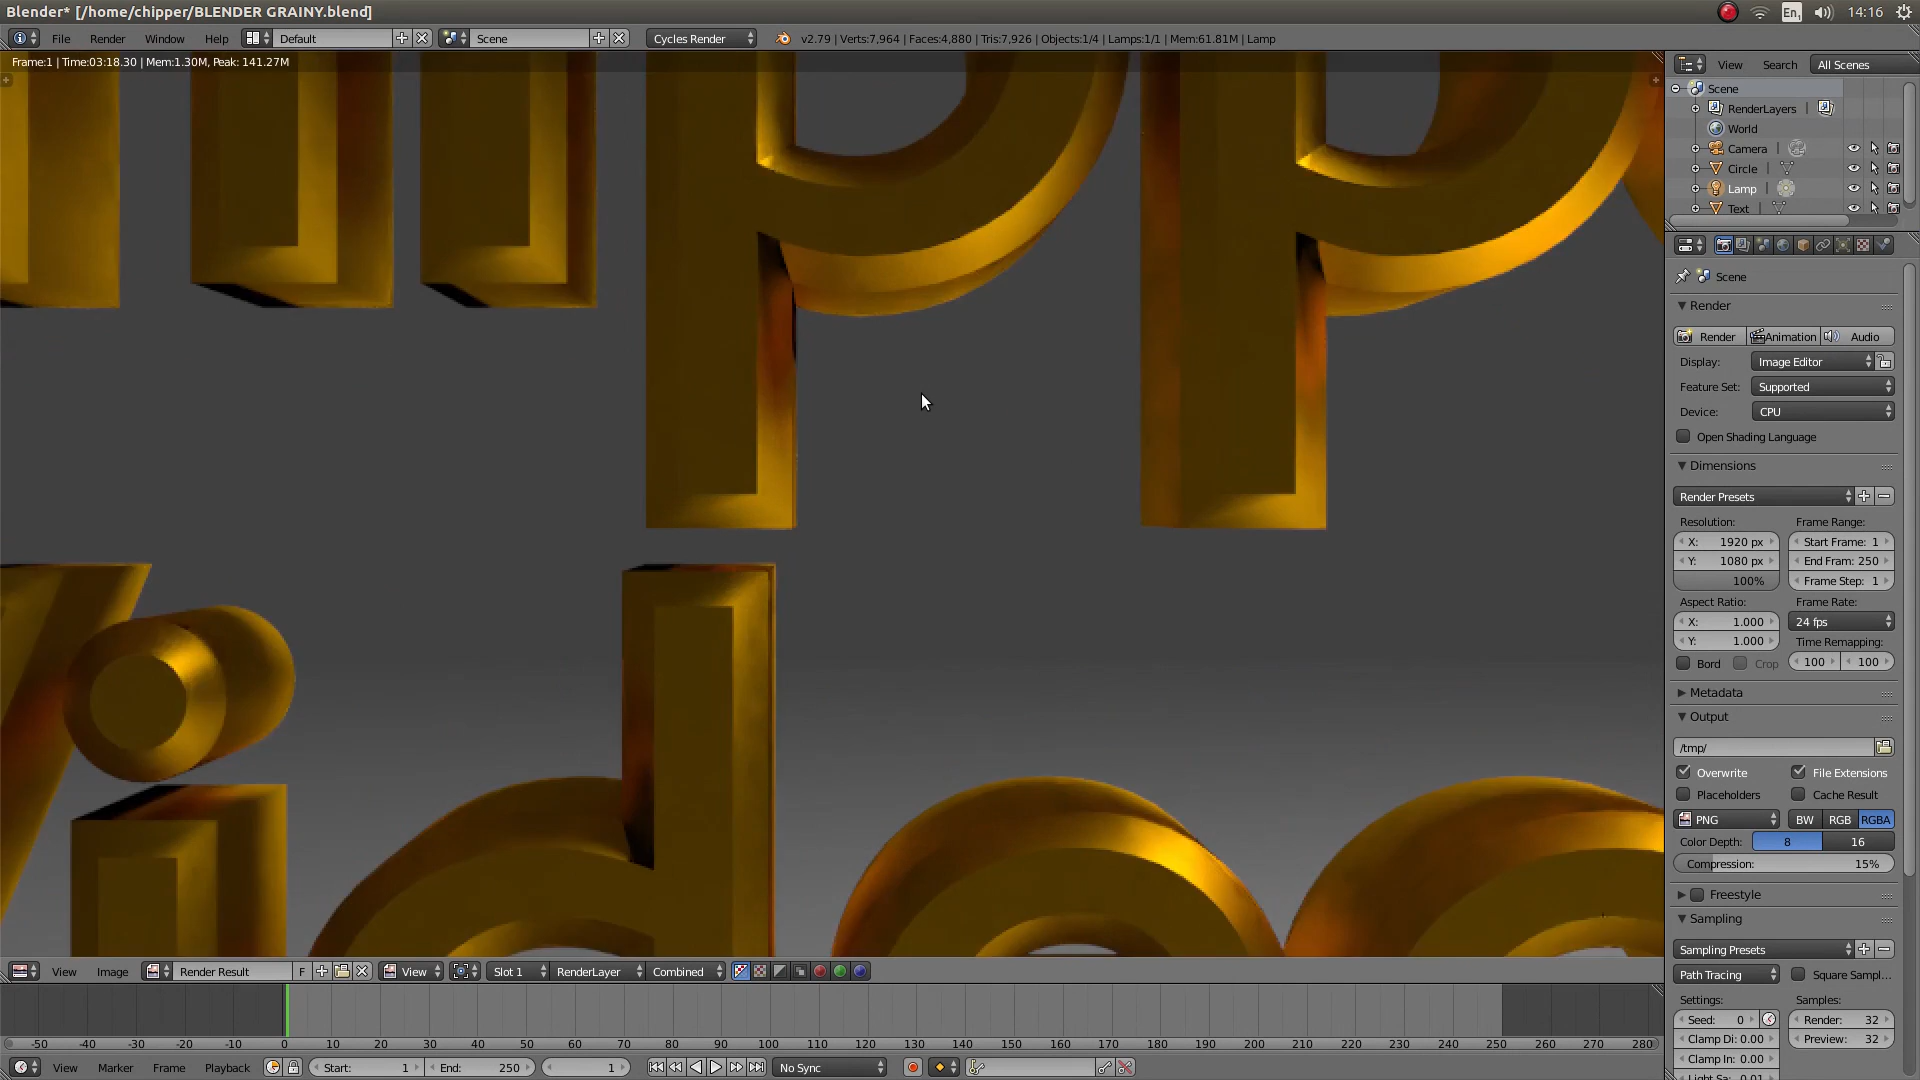 Blender* [/home/chipper/BLENDER GRAINY.blend]
En1
14:16
File
Render
Window
Help
Default
Scene
Cycles Render
v2.79 | Verts:7,964 | Faces:4,880 | Tris:7,926 | Objects:1/4 | Lamps:1/1 | Mem:61.81M | Lamp
Frame:1 | Time:03:18.30 | Mem:1.30M, Peak: 141.27M
View
Search
All Scenes
Scene
RenderLayers
World
Camera
Circle
Lamp
Text
Scene
Render
Render
Animation
Audio
Display:
Image Editor
Feature Set:
Supported
Device:
CPU
Open Shading Language
Dimensions
Render Presets
Resolution:
Frame Range:
X: 1920 px
Start Frame: 1
Y: 1080 px
End Fram: 250
100%
Frame Step: 1
Aspect Ratio:
Frame Rate:
X: 1.000
24 fps
Y: 1.000
Time Remapping:
Bord
Crop
100
100
Metadata
Output
/tmp/
Overwrite
File Extensions
Placeholders
Cache Result
PNG
BW
RGB
RGBA
Color Depth:
8
16
Compression: 15%
Freestyle
Sampling
Sampling Presets
Path Tracing
Square Sampl...
Settings:
Samples:
Seed: 0
Render: 32
Clamp Di: 0.00
Preview: 32
Clamp In: 0.00
Light Sa: 0.01
View
Image
Render Result
F
View
Slot 1
RenderLayer
Combined
-50 -40 -30 -20 -10 0 10 20 30 40 50 60 70 80 90 100 110 120 130 140 150 160 170 180 190 200 210 220 230 240 250 260 270 280
View
Marker
Frame
Playback
Start: 1
End: 250
1
No Sync